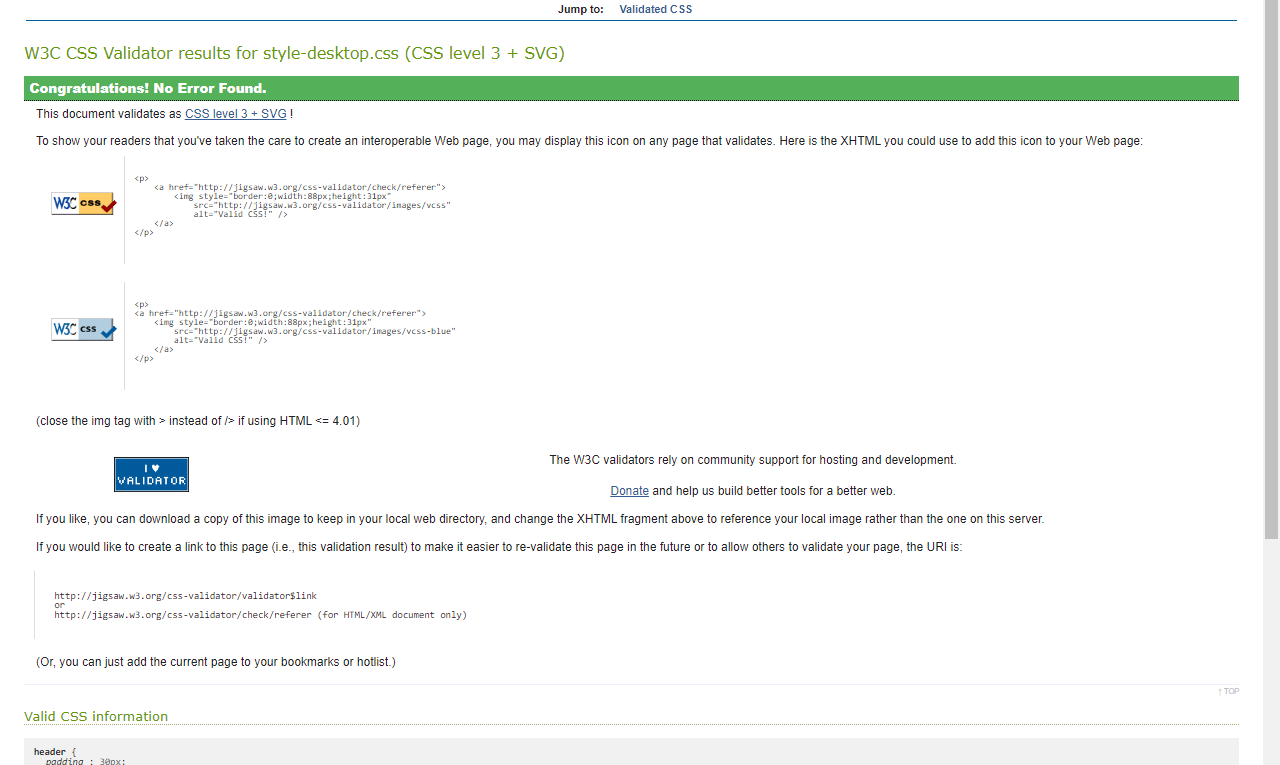 Jump to: Validated CSS
W3C CSS Validator results for style-desktop.css (CSS level 3 + SVG)
Congratulations! No Error Found.
This document validates as CSS level 3 + SVG !
To show your readers that you've taken the care to create an interoperable Web page, you may display this icon on any page that validates. Here is the XHTML you could use to add this icon to your Web page:
W3C css
<p>
<a href="http://jigsaw.w3.org/css-validator/check/referer">
<img style="border:0;width:88px;height:31px"
src="http://jigsaw.w3.org/css-validator/images/vcss"
alt="Valid CSS!" />
</a>
</p>
W3C css
<p>
<a href="http://jigsaw.w3.org/css-validator/check/referer">
<img style="border:0;width:88px;height:31px"
src="http://jigsaw.w3.org/css-validator/images/vcss-blue"
alt="Valid CSS!" />
</a>
</p>
(close the img tag with > instead of /> if using HTML <= 4.01)
I ♥
VALIDATOR
The W3C validators rely on community support for hosting and development.
Donate and help us build better tools for a better web.
If you like, you can download a copy of this image to keep in your local web directory, and change the XHTML fragment above to reference your local image rather than the one on this server.
If you would like to create a link to this page (i.e., this validation result) to make it easier to re-validate this page in the future or to allow others to validate your page, the URI is:
http://jigsaw.w3.org/css-validator/validator$link
or
http://jigsaw.w3.org/css-validator/check/referer (for HTML/XML document only)
(Or, you can just add the current page to your bookmarks or hotlist.)
↑ TOP
Valid CSS information
header {
padding : 30px;